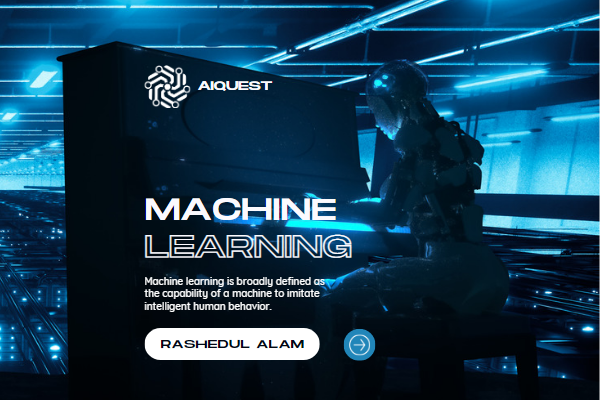 AIQUEST
MACHINE
LEARNING
Machine learning is broadly defined as
the capability of a machine to imitate
intelligent human behavior.
RASHEDUL ALAM